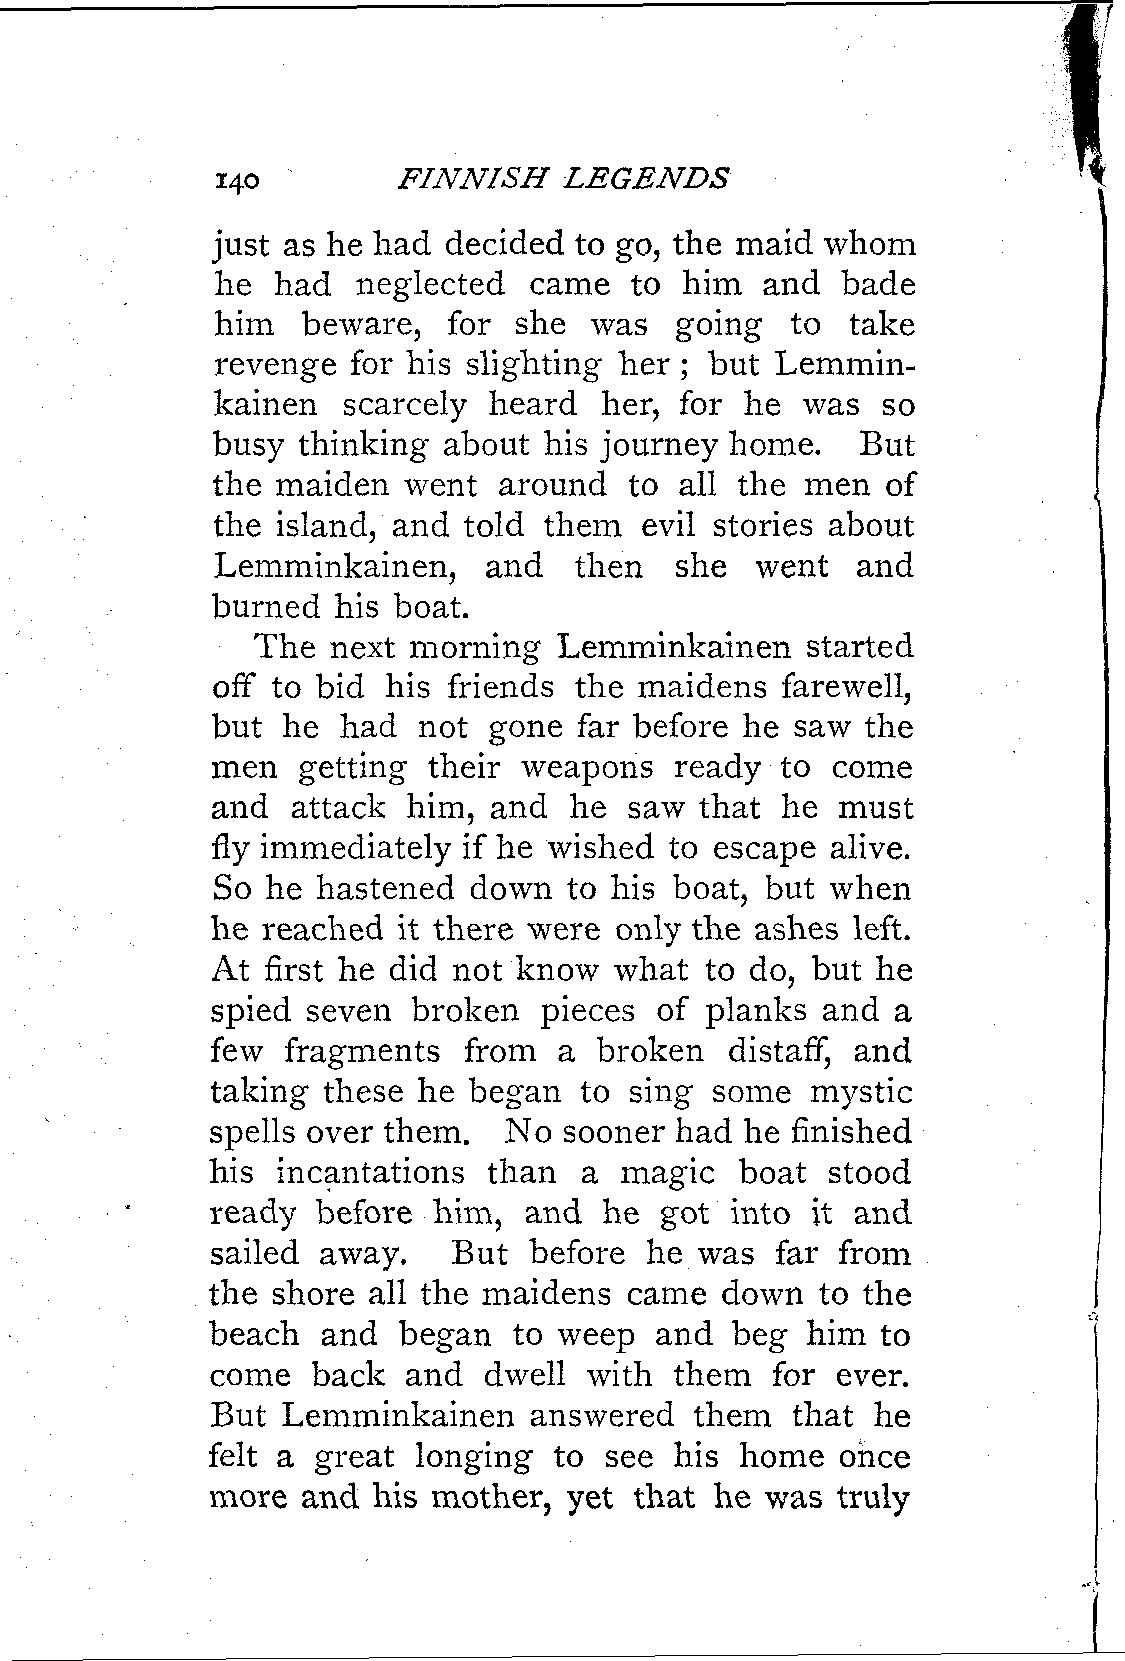 140 FINNISH LEGENDS
just as he had decided to go, the maid whom
he had neglected came to him and bade
him beware, for she was going to take
revenge for his slighting her ; but Lemmin-
kainen scarcely heard her, for he was so
busy thinking about his journey home. But
the maiden went around to all the men of
the island, and told them evil stories about
Lemminkainen, and then she went and
burned his boat.
The next morning Lemminkainen started
off to bid his friends the maidens farewell,
but he had not gone far before he saw the
men getting their weapons ready to come
and attack him, and he saw that he must
fly immediately if he wished to escape alive.
So he hastened down to his boat, but when
he reached it there were only the ashes left.
At first he did not know what to do, but he
spied seven broken pieces of planks and a
few fragments from a broken distaff, and
taking these he began to sing some mystic
spells over them. No sooner had he finished
his incantations than a magic boat stood
ready before him, and he got into it and
sailed away. But before he was far from
the shore all the maidens came down to the
beach and began to weep and beg him to
come back and dwell with them for ever.
But Lemminkainen answered them that he
felt a great longing to see his home once
more and his mother, yet that he was truly